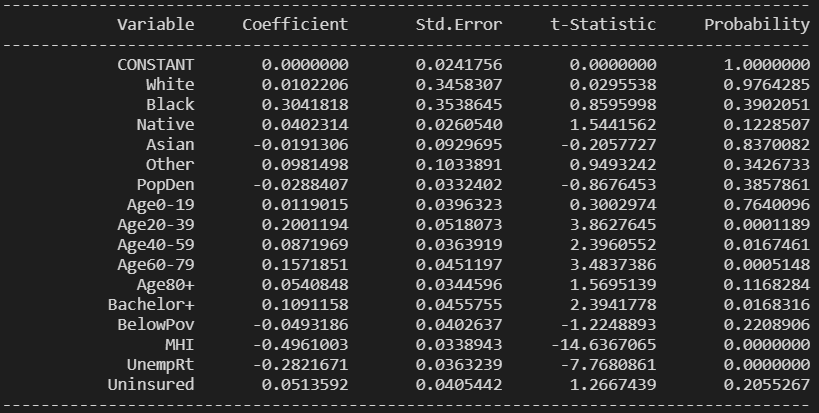 Variable Coefficient Std.Error t-Statistic Probability
CONSTANT 0.0000000 0.0241756 0.0000000 1.0000000
White 0.0102206 0.3458307 0.0295538 0.9764285
Black 0.3041818 0.3538645 0.8595998 0.3902051
Native 0.0402314 0.0260540 1.5441562 0.1228507
Asian -0.0191306 0.0929695 -0.2057727 0.8370082
Other 0.0981498 0.1033891 0.9493242 0.3426733
PopDen -0.0288407 0.0332402 -0.8676453 0.3857861
Age0-19 0.0119015 0.0396323 0.3002974 0.7640096
Age20-39 0.2001194 0.0518073 3.8627645 0.0001189
Age40-59 0.0871969 0.0363919 2.3960552 0.0167461
Age60-79 0.1571851 0.0451197 3.4837386 0.0005148
Age80+ 0.0540848 0.0344596 1.5695139 0.1168284
Bachelor+ 0.1091158 0.0455755 2.3941778 0.0168316
BelowPov -0.0493186 0.0402637 -1.2248893 0.2208906
MHI -0.4961003 0.0338943 -14.6367065 0.0000000
UnempRt -0.2821671 0.0363239 -7.7680861 0.0000000
Uninsured 0.0513592 0.0405442 1.2667439 0.2055267